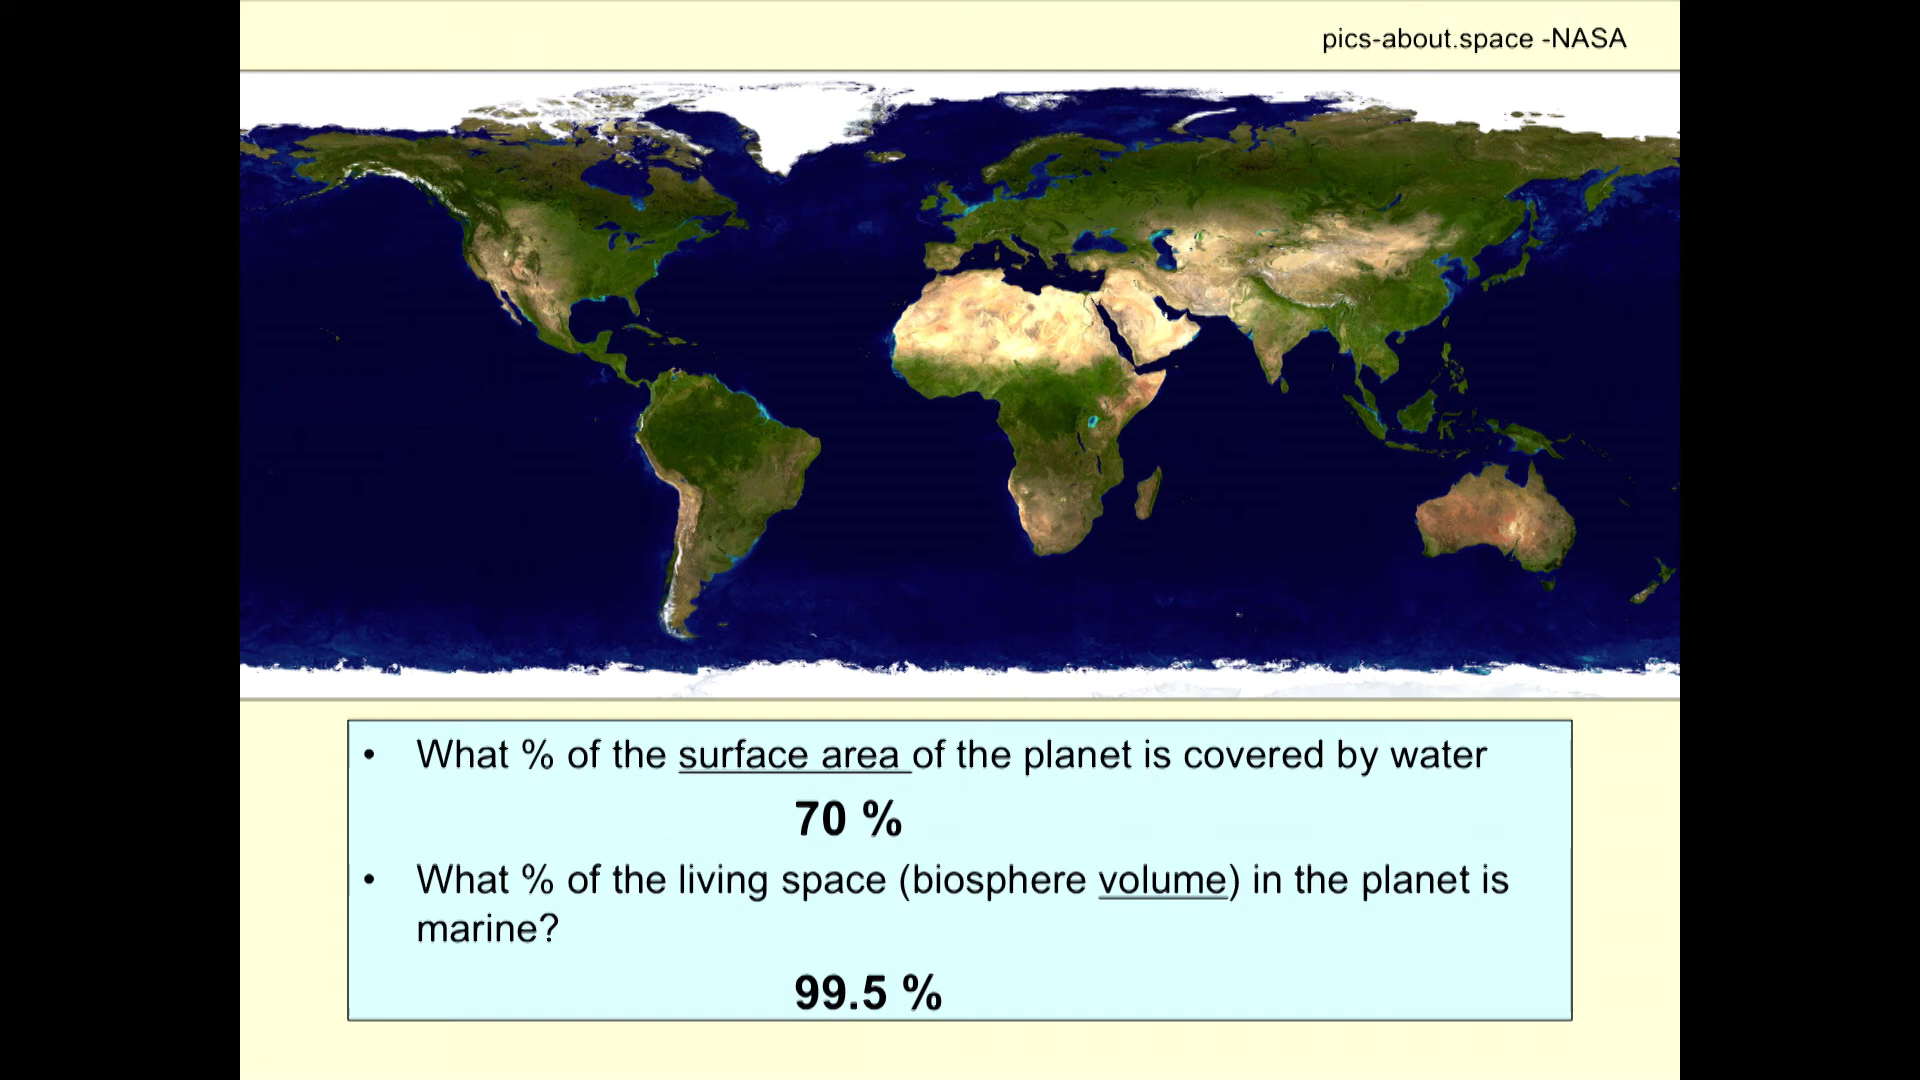 pics-about.space -NASA
• What % of the surface area of the planet is covered by water
70 %
• What % of the living space (biosphere volume) in the planet is
marine?
99.5 %